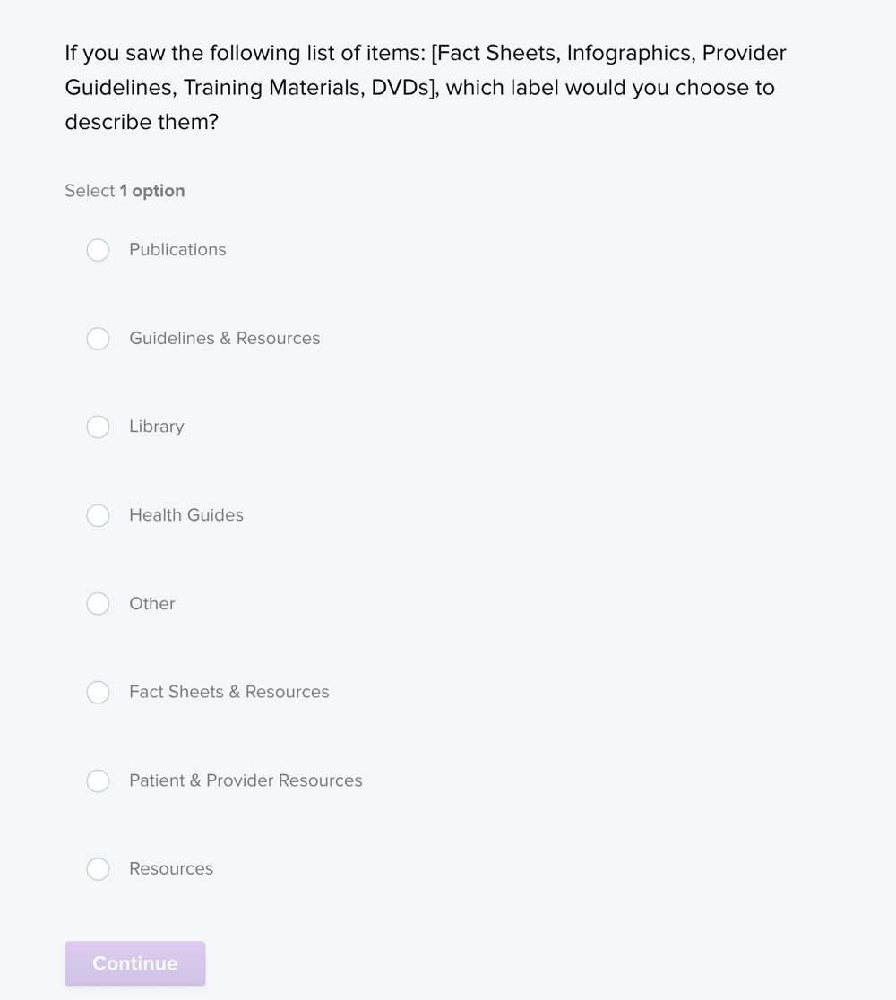 If you saw the following list of items: [Fact Sheets, Infographics, Provider
Guidelines, Training Materials, DVDs], which label would you choose to
describe them?
Select 1 option
Publications
Guidelines & Resources
Library
Health Guides
Other
Fact Sheets & Resources
Patient & Provider Resources
Resources
Continue